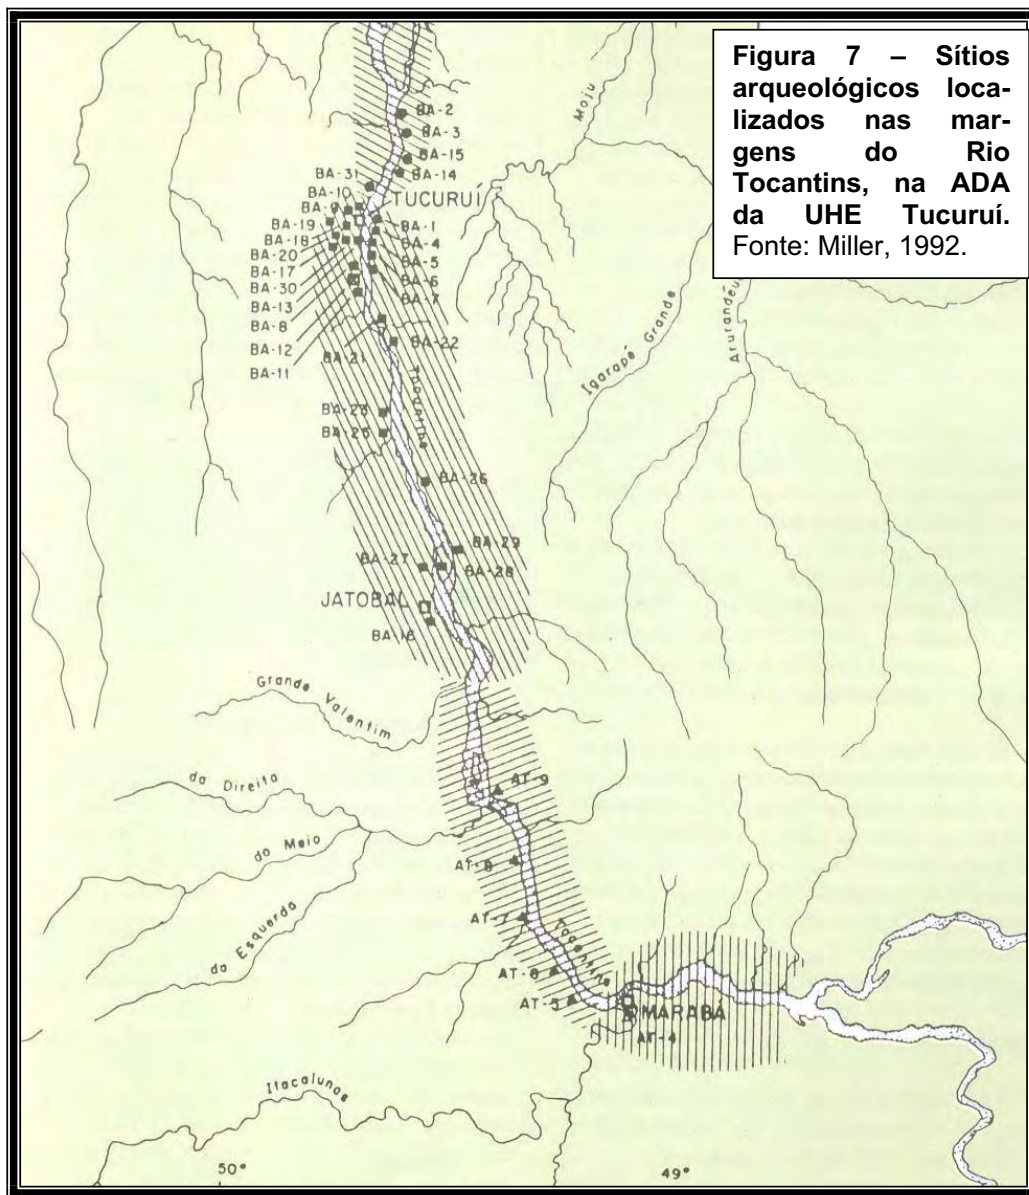 Figura 7 – Sítios
arqueológicos loca-
lizados nas mar-
gens do Rio
Tocantins, na ADA
da UHE Tucuruí.
Fonte: Miller, 1992.
Moju
BA-2
BA-3
BA-15
BA-14
BA-31
BA-10
TUCURUÍ
BA-9
BA-19
BA-1
BA-18
BA-4
BA-20
BA-5
BA-17
BA-6
BA-30
BA-7
BA-13
BA-8
BA-12
BA-11
BA-21
BA-22
Igarapé Grande
BA-23
BA-25
BA-26
BA-29
BA-27
BA-28
JATOBAL
BA-16
Grande Valentim
da Direita
AT-9
do Meio
AT-8
da Esquerda
AT-7
Tocantins
AT-6
AT-5
MARABÁ
AT-4
Itacaiunas
50°
49°